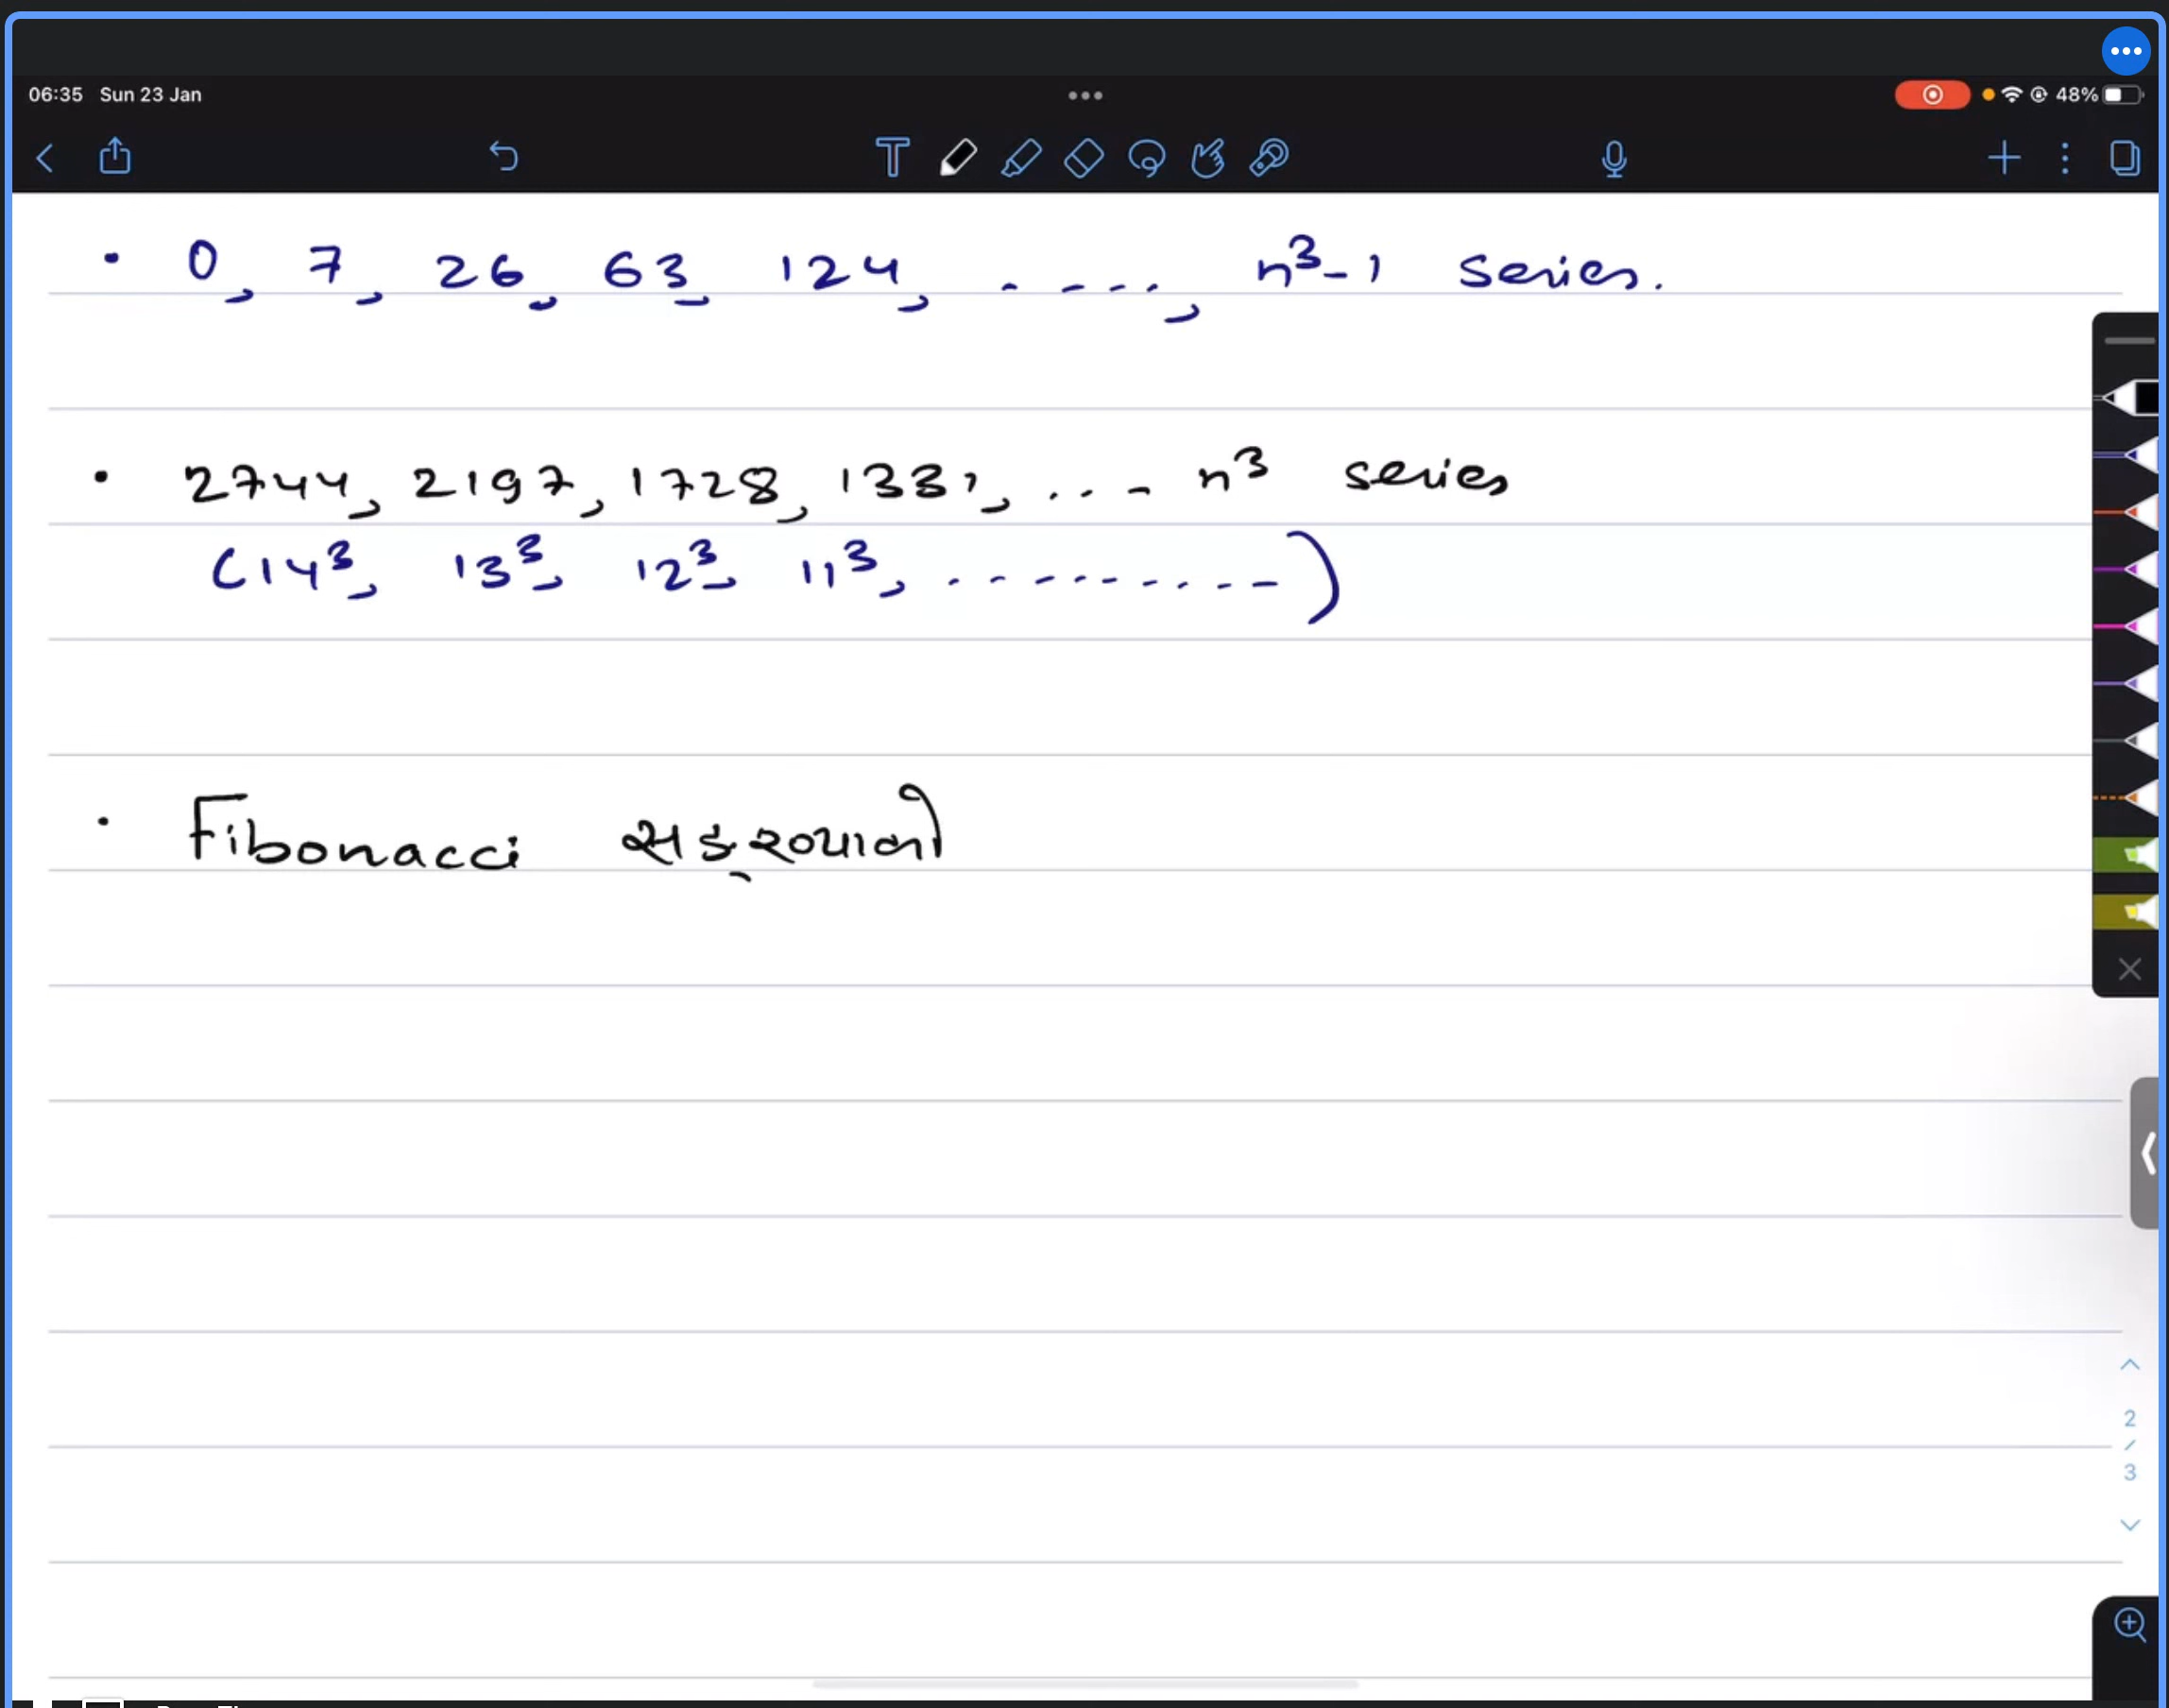 06:35 Sun 23 Jan
48%
T
• 0, 7, 26, 63, 124, ....., n³-1 series.
• 2744, 2197, 1728, 1331, .... n³ series
(14³, 13³, 12³, 11³, ..........)
• Fibonacci
2
/
3